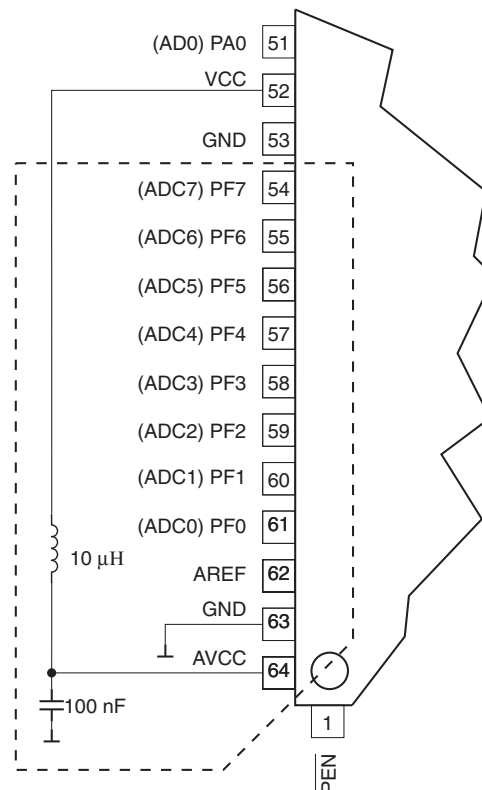 (AD0) PA0 51
VCC 52
GND 53
(ADC7) PF7 54
(ADC6) PF6 55
(ADC5) PF5 56
(ADC4) PF4 57
(ADC3) PF3 58
(ADC2) PF2 59
(ADC1) PF1 60
(ADC0) PF0 61
10 μH
AREF 62
GND 63
AVCC 64
100 nF
1
PEN